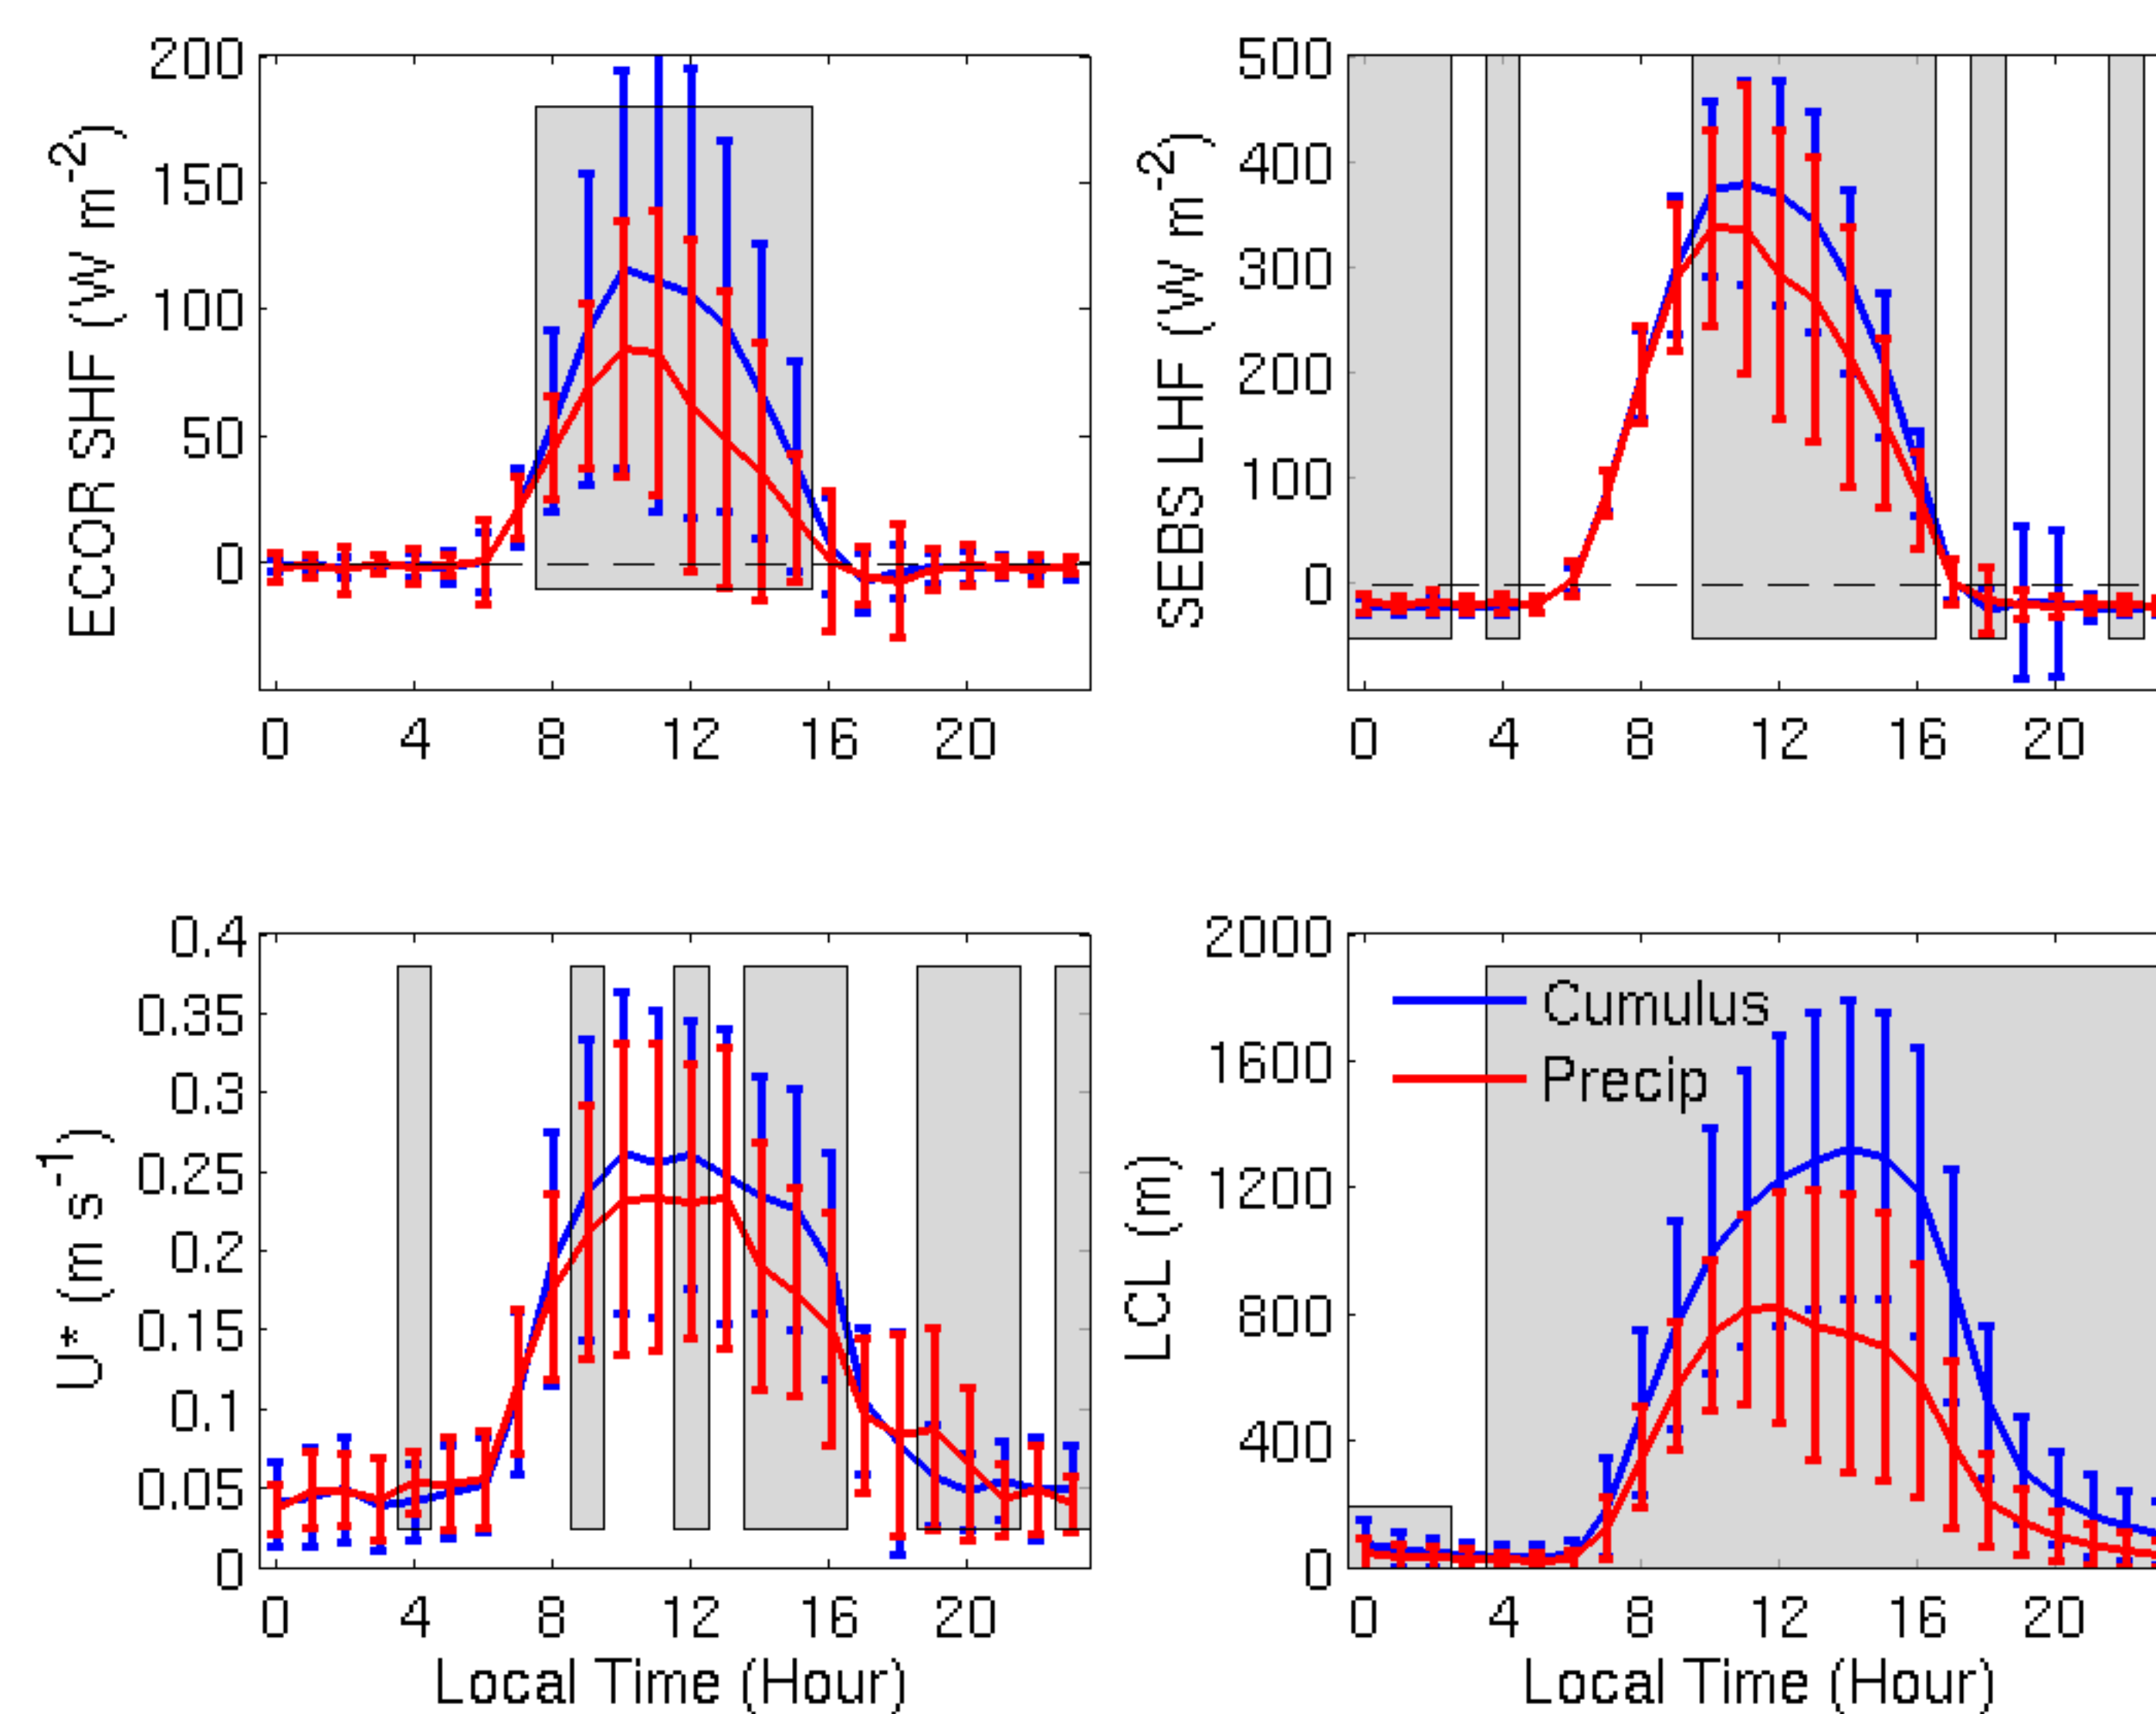 ECOR SHF (W m-2)
200
150
100
50
0
0 4 8 12 16 20
SEBS LHF (W m-2)
500
400
300
200
100
0
0 4 8 12 16 20
U* (m s-1)
0.4
0.35
0.3
0.25
0.2
0.15
0.1
0.05
0
0 4 8 12 16 20
Local Time (Hour)
LCL (m)
2000
1600
1200
800
400
0
Cumulus
Precip
0 4 8 12 16 20
Local Time (Hour)